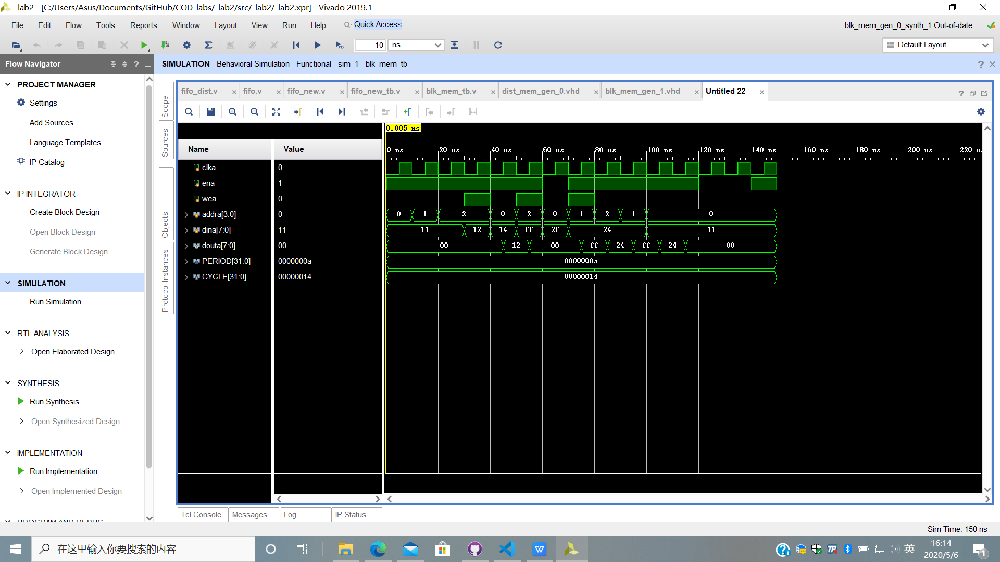 _lab2 - [C:/Users/Asus/Documents/GitHub/COD_labs/_lab2/src/_lab2/_lab2.xpr] - Vivado 2019.1
File Edit Flow Tools Reports Window Layout View Run Help Quick Access blk_mem_gen_0_synth_1 Out-of-date
10 ns Default Layout
Flow Navigator
SIMULATION - Behavioral Simulation - Functional - sim_1 - blk_mem_tb
PROJECT MANAGER
Settings
Add Sources
Language Templates
IP Catalog
IP INTEGRATOR
Create Block Design
Open Block Design
Generate Block Design
SIMULATION
Run Simulation
RTL ANALYSIS
Open Elaborated Design
SYNTHESIS
Run Synthesis
Open Synthesized Design
IMPLEMENTATION
Run Implementation
Open Implemented Design
PROGRAM AND DEBUG
Scope
Sources
Objects
Protocol Instances
fifo_dist.v fifo.v fifo_new.v fifo_new_tb.v blk_mem_tb.v dist_mem_gen_0.vhd blk_mem_gen_1.vhd Untitled 22
0.005 ns
Name Value 0 ns 20 ns 40 ns 60 ns 80 ns 100 ns 120 ns 140 ns 160 ns 180 ns 200 ns 220 ns
clka 0
ena 1
wea 0
addra[3:0] 0 0 1 2 0 2 0 1 2 1 0
dina[7:0] 11 11 12 14 ff 2f 24 11
douta[7:0] 00 00 12 00 ff 24 ff 24 00
PERIOD[31:0] 0000000a 0000000a
CYCLE[31:0] 00000014 00000014
Tcl Console Messages Log IP Status
Sim Time: 150 ns
在这里输入你要搜索的内容
英
16:14
2020/5/6
1